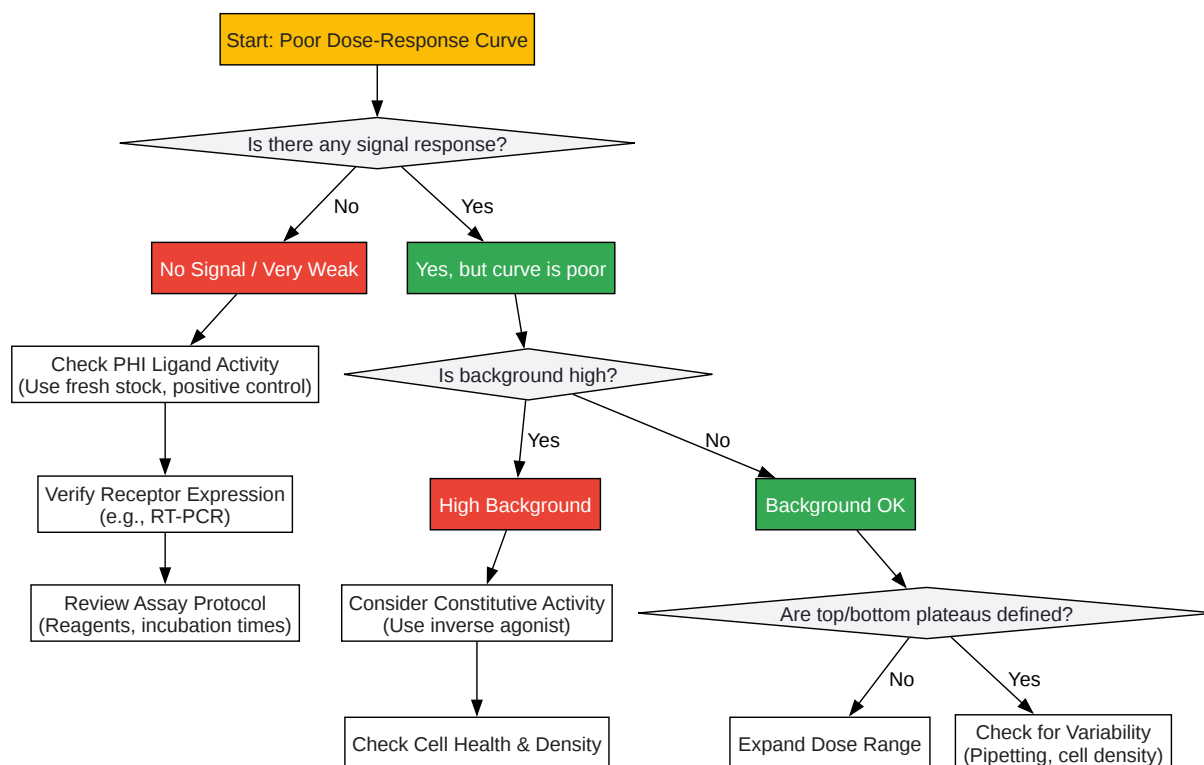 Start: Poor Dose-Response Curve
Is there any signal response?
No
Yes
No Signal / Very Weak
Yes, but curve is poor
Check PHI Ligand Activity
(Use fresh stock, positive control)
Is background high?
Yes
No
Verify Receptor Expression
(e.g., RT-PCR)
High Background
Background OK
Review Assay Protocol
(Reagents, incubation times)
Consider Constitutive Activity
(Use inverse agonist)
Are top/bottom plateaus defined?
No
Yes
Check Cell Health & Density
Expand Dose Range
Check for Variability
(Pipetting, cell density)